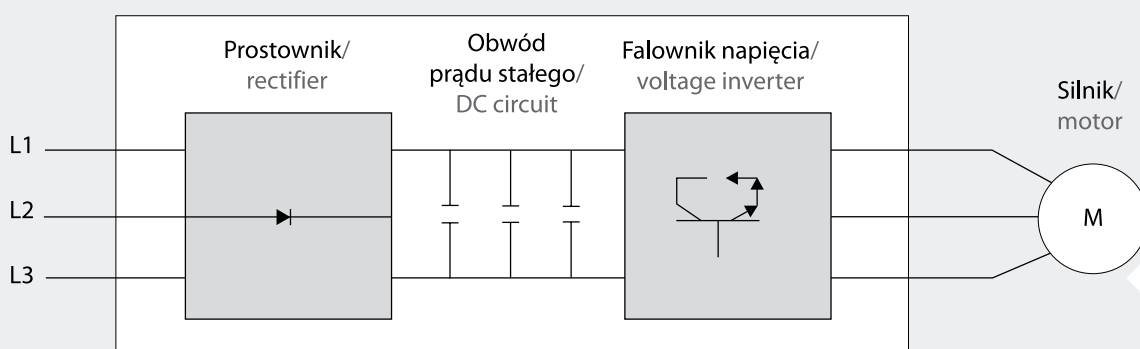 Prostownik/
rectifier
Obwód
prądu stałego/
DC circuit
Falownik napięcia/
voltage inverter
Silnik/
motor
L1
L2
L3
M